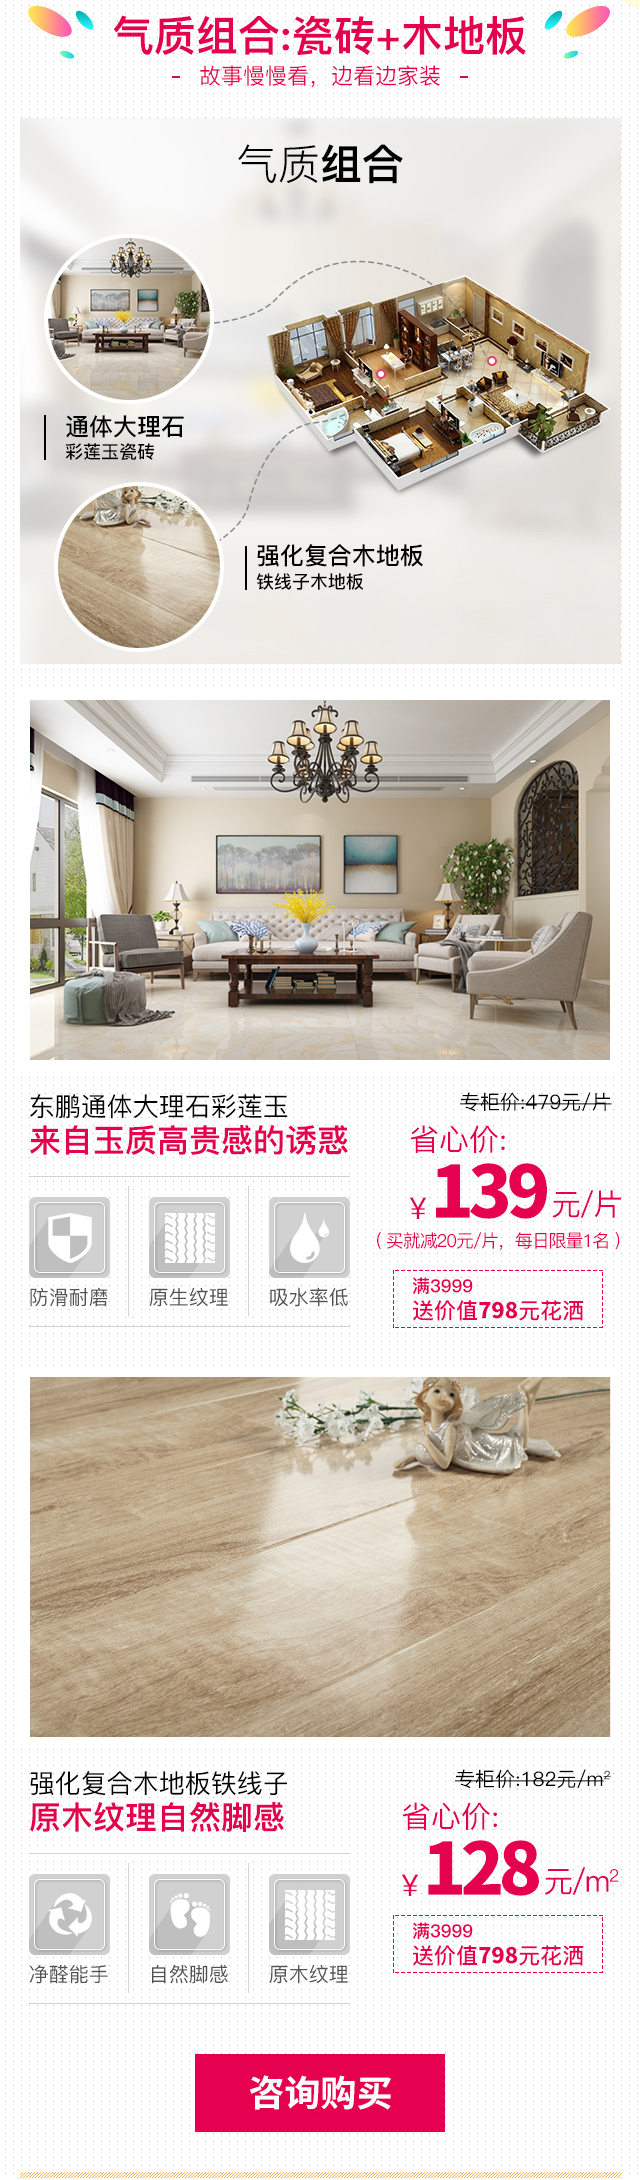 气质组合:瓷砖+木地板
- 故事慢慢看，边看边家装 -
气质组合
通体大理石
彩莲玉瓷砖
强化复合木地板
铁线子木地板
东鹏通体大理石彩莲玉
来自玉质高贵感的诱惑
专柜价:479元/片
省心价:
¥139元/片
（买就减20元/片，每日限量1名）
防滑耐磨
原生纹理
吸水率低
满3999
送价值798元花洒
强化复合木地板铁线子
原木纹理自然脚感
专柜价:182元/m²
省心价:
¥128元/m²
净醛能手
自然脚感
原木纹理
满3999
送价值798元花洒
咨询购买